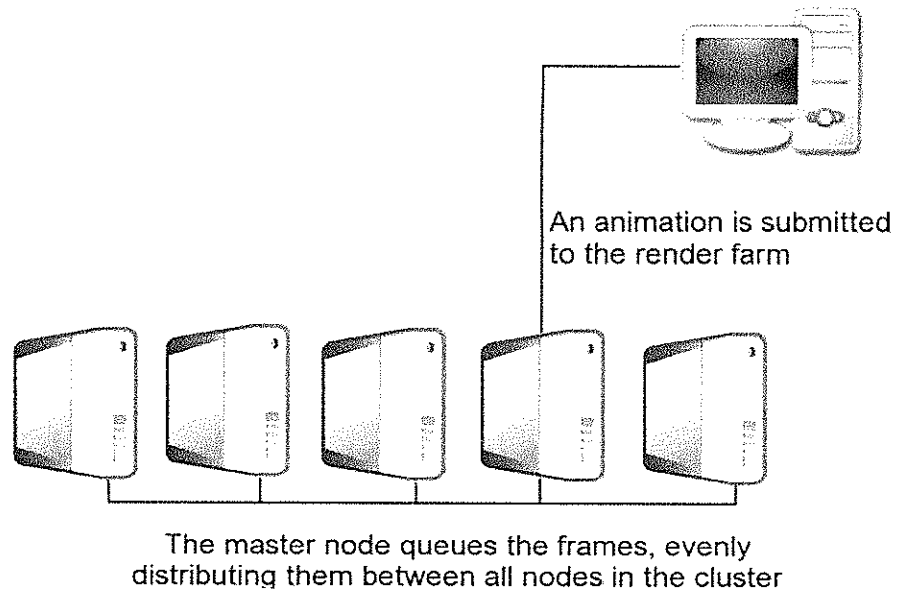 An animation is submitted
to the render farm
The master node queues the frames, evenly
distributing them between all nodes in the cluster